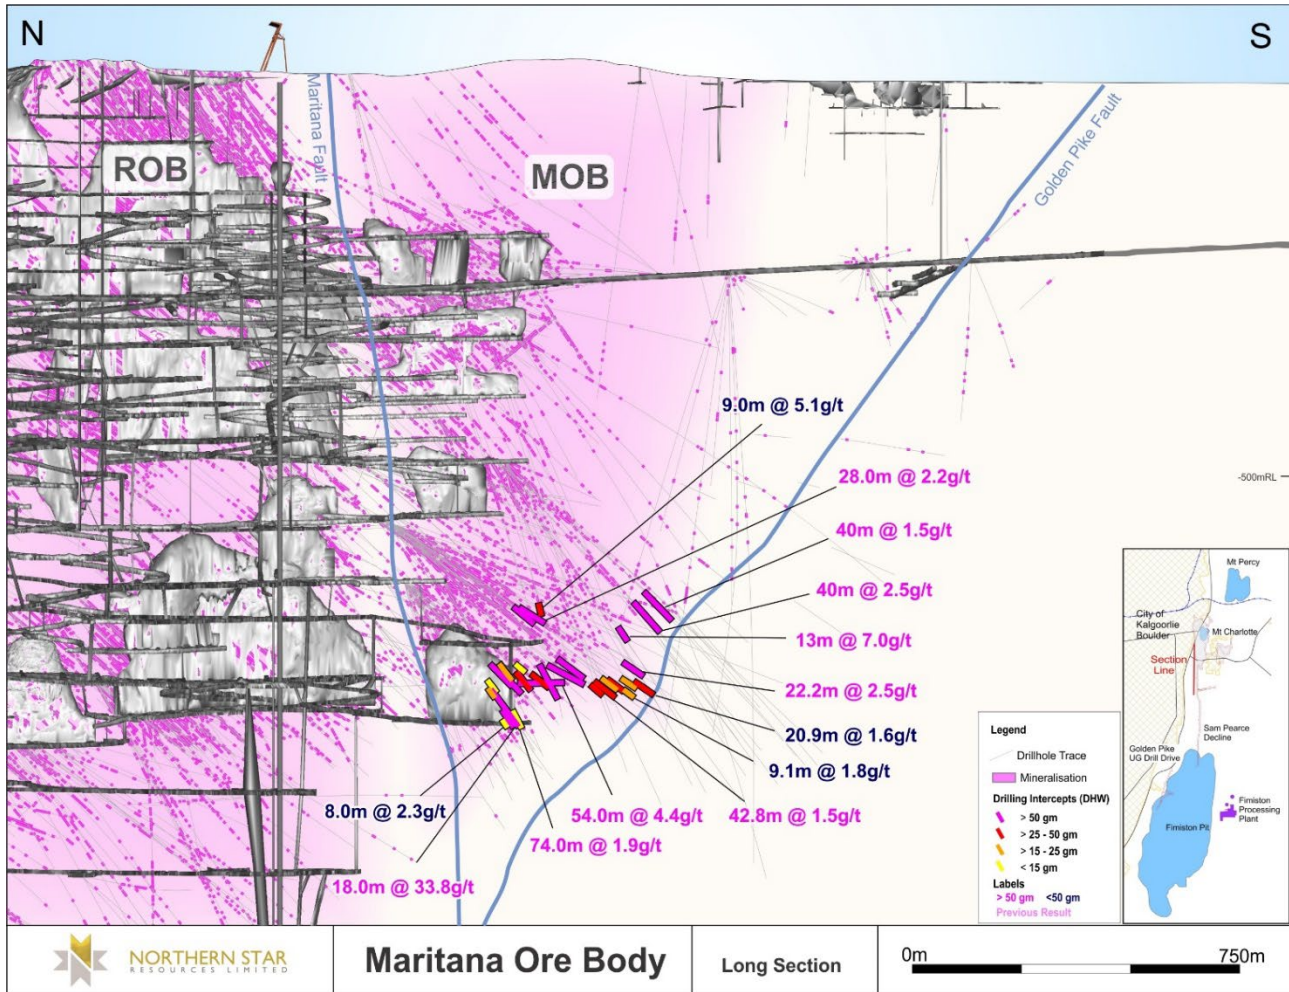 N
S
Maritana Fault
Golden Pike Fault
ROB
MOB
9.0m @ 5.1g/t
28.0m @ 2.2g/t
-500mRL
40m @ 1.5g/t
40m @ 2.5g/t
13m @ 7.0g/t
22.2m @ 2.5g/t
20.9m @ 1.6g/t
9.1m @ 1.8g/t
8.0m @ 2.3g/t
54.0m @ 4.4g/t
42.8m @ 1.5g/t
74.0m @ 1.9g/t
18.0m @ 33.8g/t
Legend
Drillhole Trace
Mineralisation
Drilling Intercepts (DHW)
> 50 gm
> 25 - 50 gm
> 15 - 25 gm
< 15 gm
Labels
> 50 gm <50 gm
Previous Result
Mt Percy
City of
Kalgoorlie
Boulder
Mt Charlotte
Section
Line
Sam Pearce
Decline
Golden Pike
UG Drill Drive
Fimiston
Processing
Plant
Fimiston Pit
NORTHERN STAR
RESOURCES LIMITED
Maritana Ore Body
Long Section
0m
750m